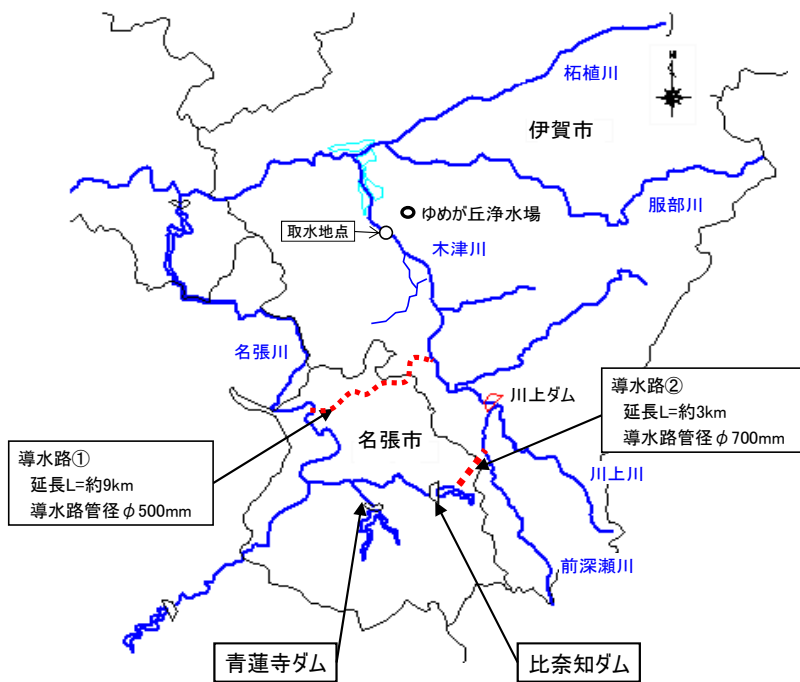 柘植川
伊賀市
服部川
ゆめが丘浄水場
取水地点
木津川
名張川
川上ダム
導水路②
延長L=約3km
導水路管径φ700mm
名張市
導水路①
延長L=約9km
導水路管径φ500mm
川上川
前深瀬川
青蓮寺ダム
比奈知ダム